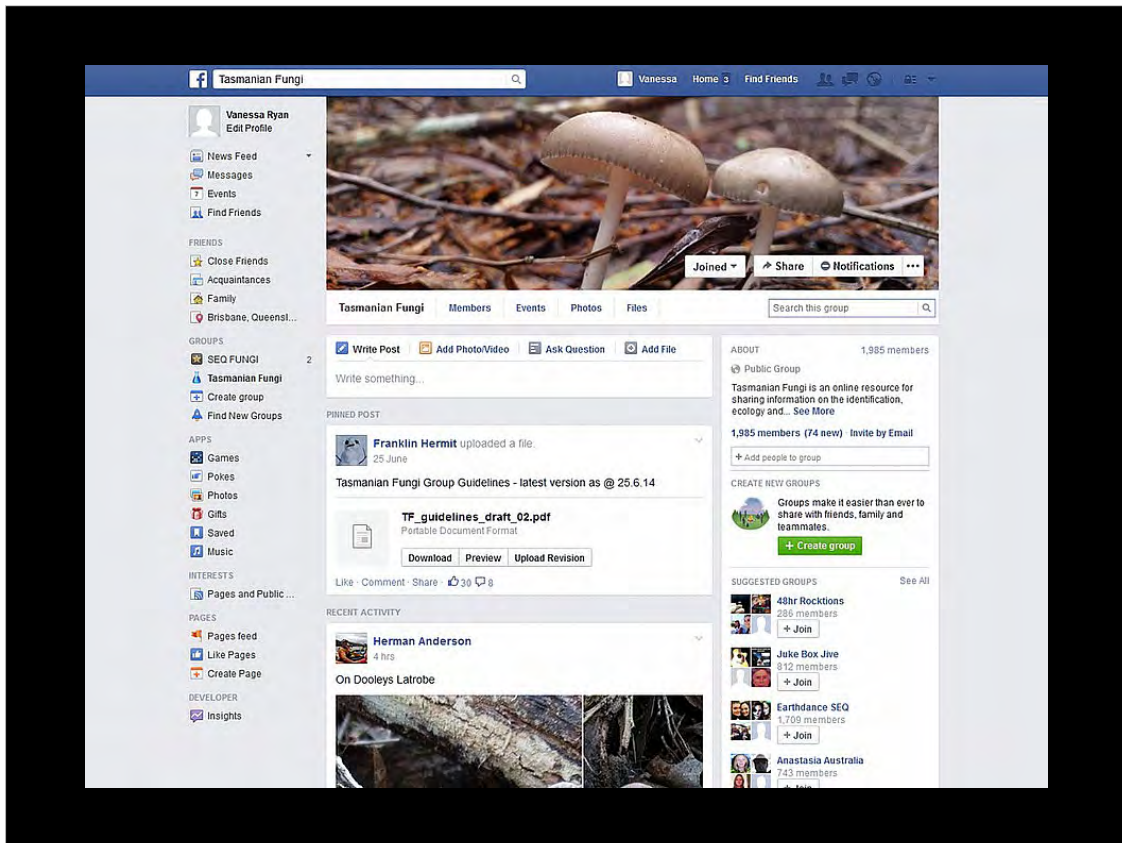 Tasmanian Fungi
Vanessa Home 3 Find Friends
Vanessa Ryan
Edit Profile
News Feed
Messages
Events
Find Friends
FRIENDS
Close Friends
Acquaintances
Family
Brisbane, Queensl...
GROUPS
SEQ FUNGI 2
Tasmanian Fungi
Create group
Find New Groups
APPS
Games
Pokes
Photos
Gifts
Saved
Music
INTERESTS
Pages and Public ...
PAGES
Pages feed
Like Pages
Create Page
DEVELOPER
Insights
Joined Share Notifications ...
Tasmanian Fungi Members Events Photos Files
Search this group
Write Post Add Photo/Video Ask Question Add File
Write something...
PINNED POST
Franklin Hermit uploaded a file.
25 June
Tasmanian Fungi Group Guidelines - latest version as @ 25.6.14
TF_guidelines_draft_02.pdf
Portable Document Format
Download Preview Upload Revision
Like · Comment · Share · 30 8
RECENT ACTIVITY
Herman Anderson
4 hrs
On Dooleys Latrobe
ABOUT 1,985 members
Public Group
Tasmanian Fungi is an online resource for
sharing information on the identification,
ecology and... See More
1,985 members (74 new) · Invite by Email
+ Add people to group
CREATE NEW GROUPS
Groups make it easier than ever to
share with friends, family and
teammates.
+ Create group
SUGGESTED GROUPS See All
48hr Rocktions
286 members
+ Join
Juke Box Jive
812 members
+ Join
Earthdance SEQ
1,709 members
+ Join
Anastasia Australia
743 members
+ Join